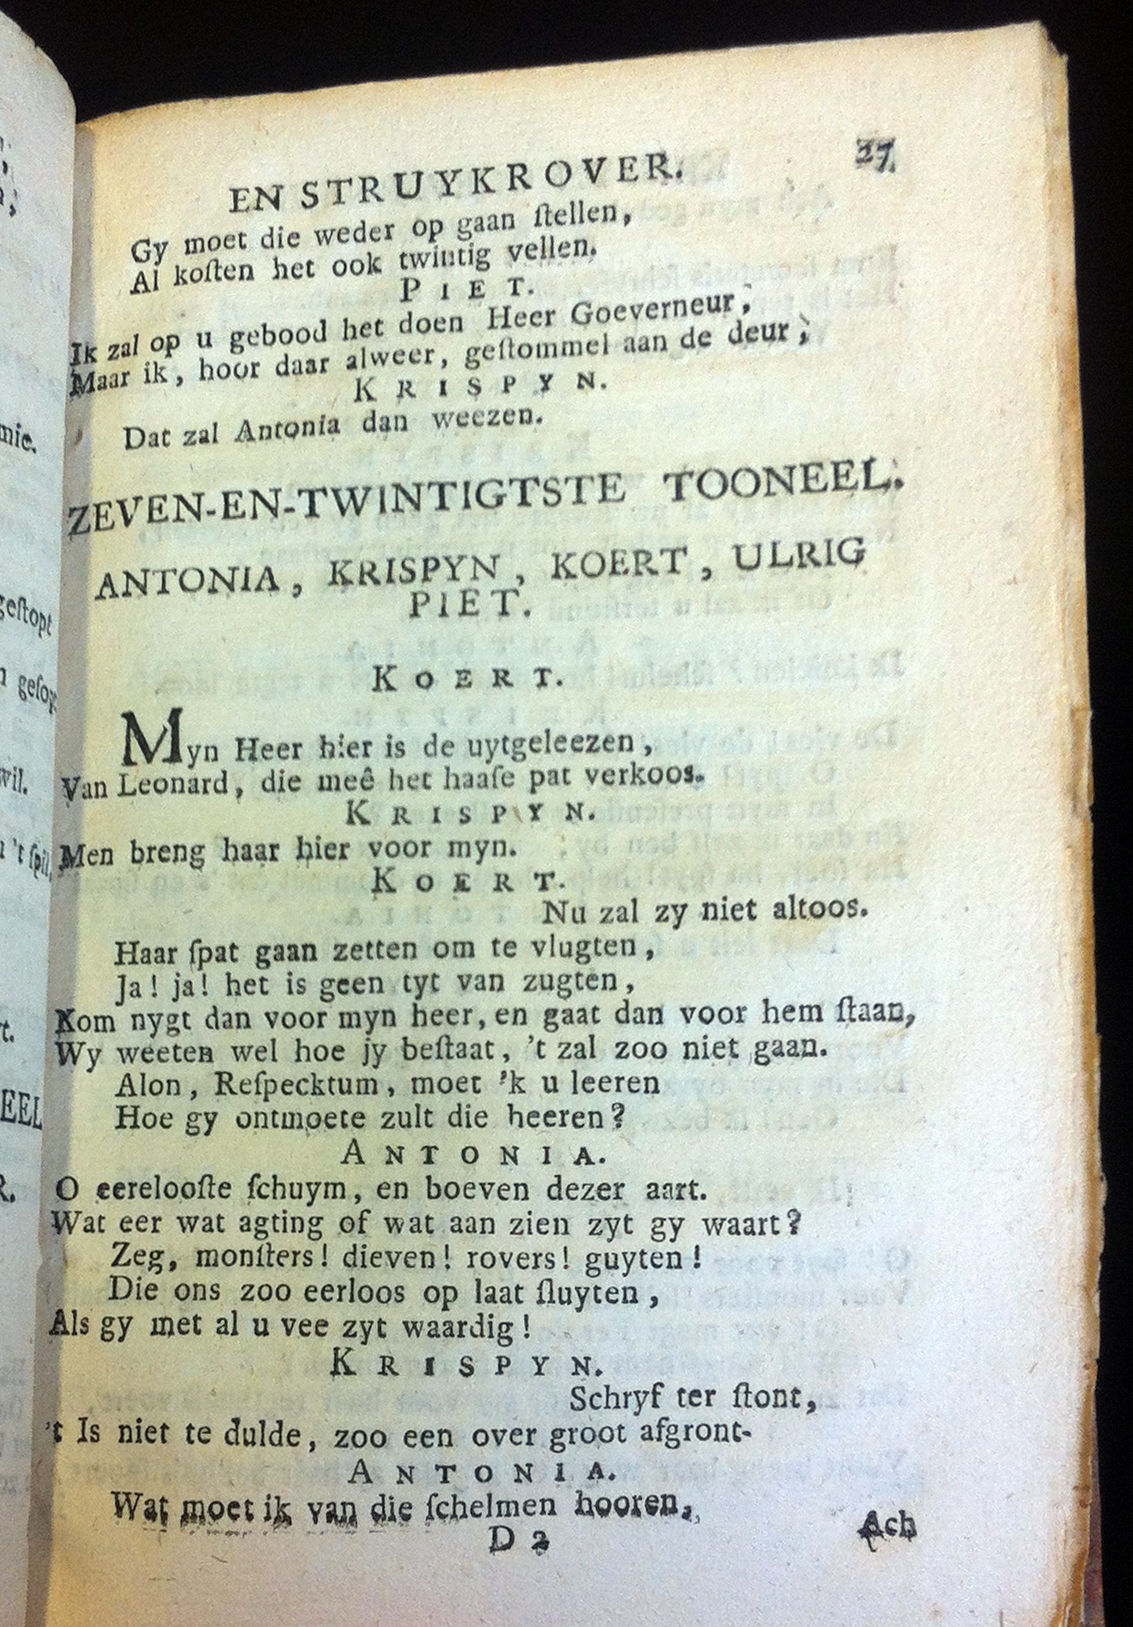 EN STRUYKROVER. 27
Gy moet die weder op gaan ſtellen,
Al koſten het ook twintig vellen.
PIET.
Ik zal op u gebood het doen Heer Goeverneur,
Maar ik, hoor daar alweer, geſtommel aan de deur;
KRISPYN.
Dat zal Antonia dan weezen.
ZEVEN-EN-TWINTIGTSTE TOONEEL.
ANTONIA, KRISPYN, KOERT, ULRIG
PIET.
KOERT.
Myn Heer hier is de uytgeleezen,
Van Leonard, die meê het haaſe pat verkoos.
KRISPYN.
Men breng haar hier voor myn.
KOERT.
Nu zal zy niet altoos.
Haar ſpat gaan zetten om te vlugten,
Ja! ja! het is geen tyt van zugten,
Kom nygt dan voor myn heer, en gaat dan voor hem ſtaan,
Wy weeten wel hoe jy beſtaat, 't zal zoo niet gaan.
Alon, Reſpecktum, moet 'k u leeren
Hoe gy ontmoete zult die heeren?
ANTONIA.
O eerelooſte ſchuym, en boeven dezer aart.
Wat eer wat agting of wat aan zien zyt gy waart?
Zeg, monſters! dieven! rovers! guyten!
Die ons zoo eerloos op laat ſluyten,
Als gy met al u vee zyt waardig!
KRISPYN.
Schryf ter ſtont,
't Is niet te dulde, zoo een over groot afgront-
ANTONIA.
Wat moet ik van die ſchelmen hooren,
D 2 Ach
mie.
geſtopt
geſop
wil.
't ſpil,
EEL